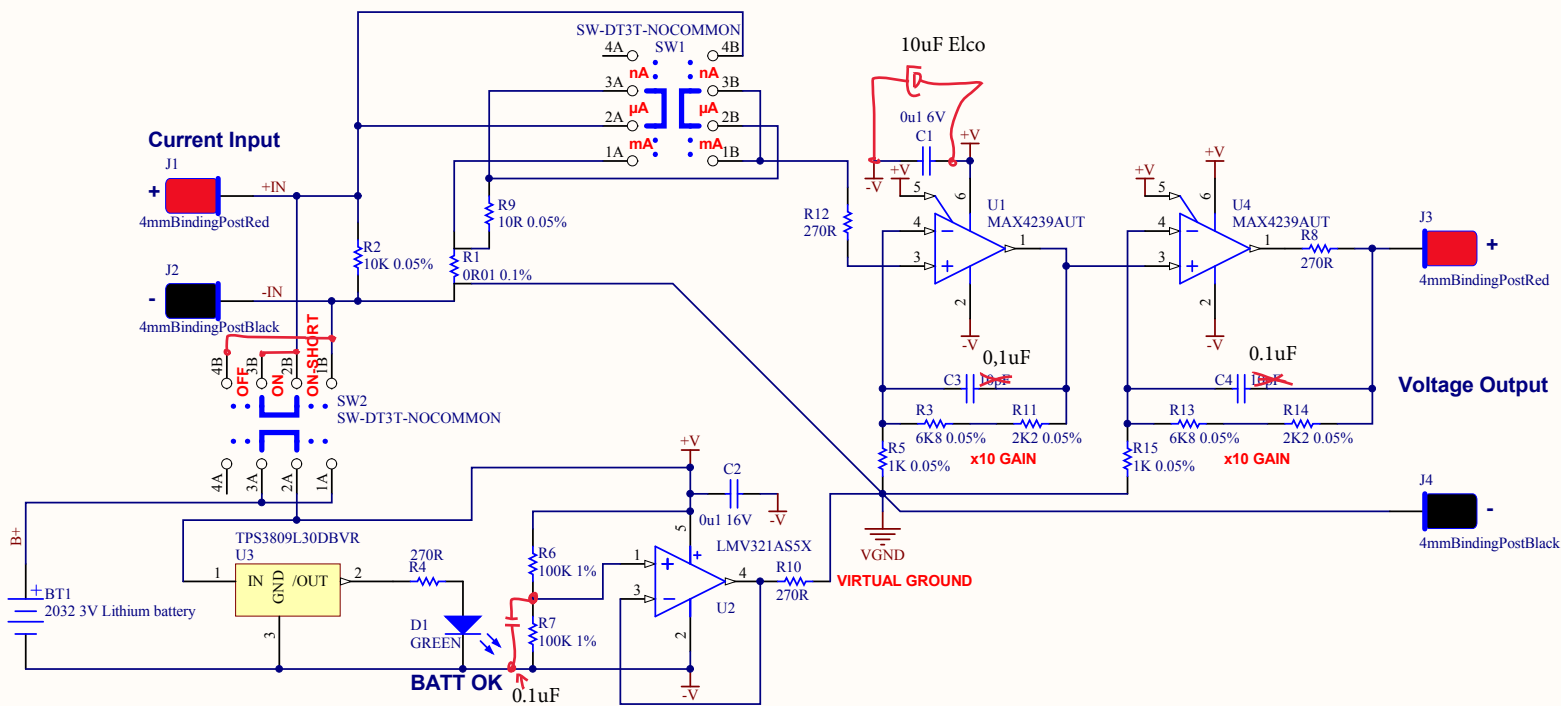 SW-DT3T-NOCOMMON
SW1
4A
4B
nA
nA
3A
3B
µA
µA
2A
2B
mA
mA
1A
1B
10uF Elco
0u1 6V
C1
+V
-V
Current Input
J1
+
+IN
4mmBindingPostRed
J2
-
-IN
4mmBindingPostBlack
R2
10K 0.05%
R9
10R 0.05%
R1
0R01 0.1%
R12
270R
+V
5
6
4
3
1
2
U1
MAX4239AUT
-V
+V
+V
5
6
4
3
1
2
U4
MAX4239AUT
-V
R8
270R
J3
+
4mmBindingPostRed
4B
3B
2B
1B
OFF
ON
ON-SHORT
SW2
SW-DT3T-NOCOMMON
4A
3A
2A
1A
0,1uF
C3 10pF
R3
6K8 0.05%
R11
2K2 0.05%
R5
1K 0.05%
x10 GAIN
0.1uF
C4 10pF
R13
6K8 0.05%
R14
2K2 0.05%
R15
1K 0.05%
x10 GAIN
Voltage Output
J4
-
4mmBindingPostBlack
VGND
VIRTUAL GROUND
B+
+
BT1
2032 3V Lithium battery
TPS3809L30DBVR
U3
1
IN
GND
/OUT
2
3
270R
R4
D1
GREEN
BATT OK
0.1uF
R6
100K 1%
R7
100K 1%
+V
C2
0u1 16V
-V
5
+
LMV321AS5X
1
3
4
2
U2
-V
R10
270R